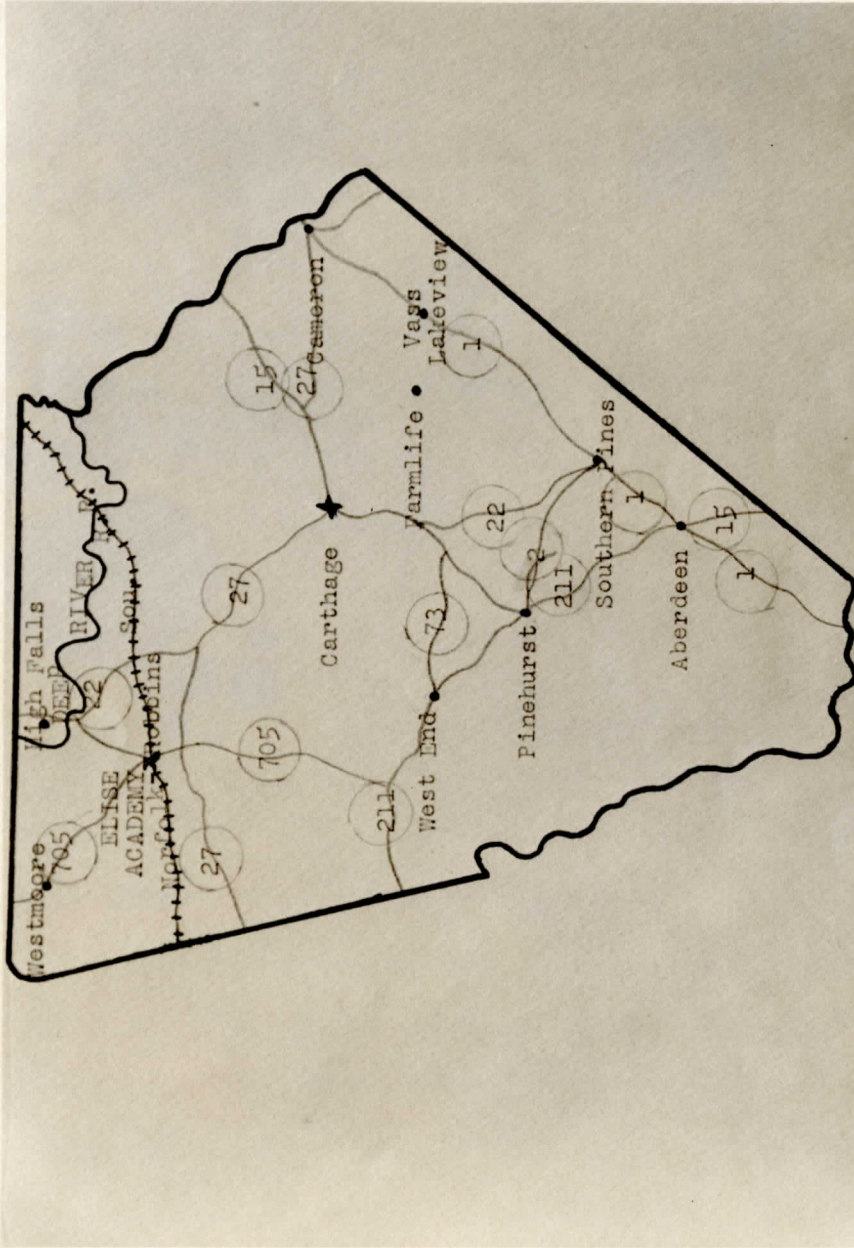 High Falls
DEEP RIVER
R.
22
Westmoore
705
ELISE
ACADEMY
Robbins
Norfolk
Sou.
27
27
705
15
27
Cameron
Carthage
Vass
Lakeview
1
Farmlife
211
West End
73
22
2
211
Pinehurst
Southern Pines
1
Aberdeen
15
1